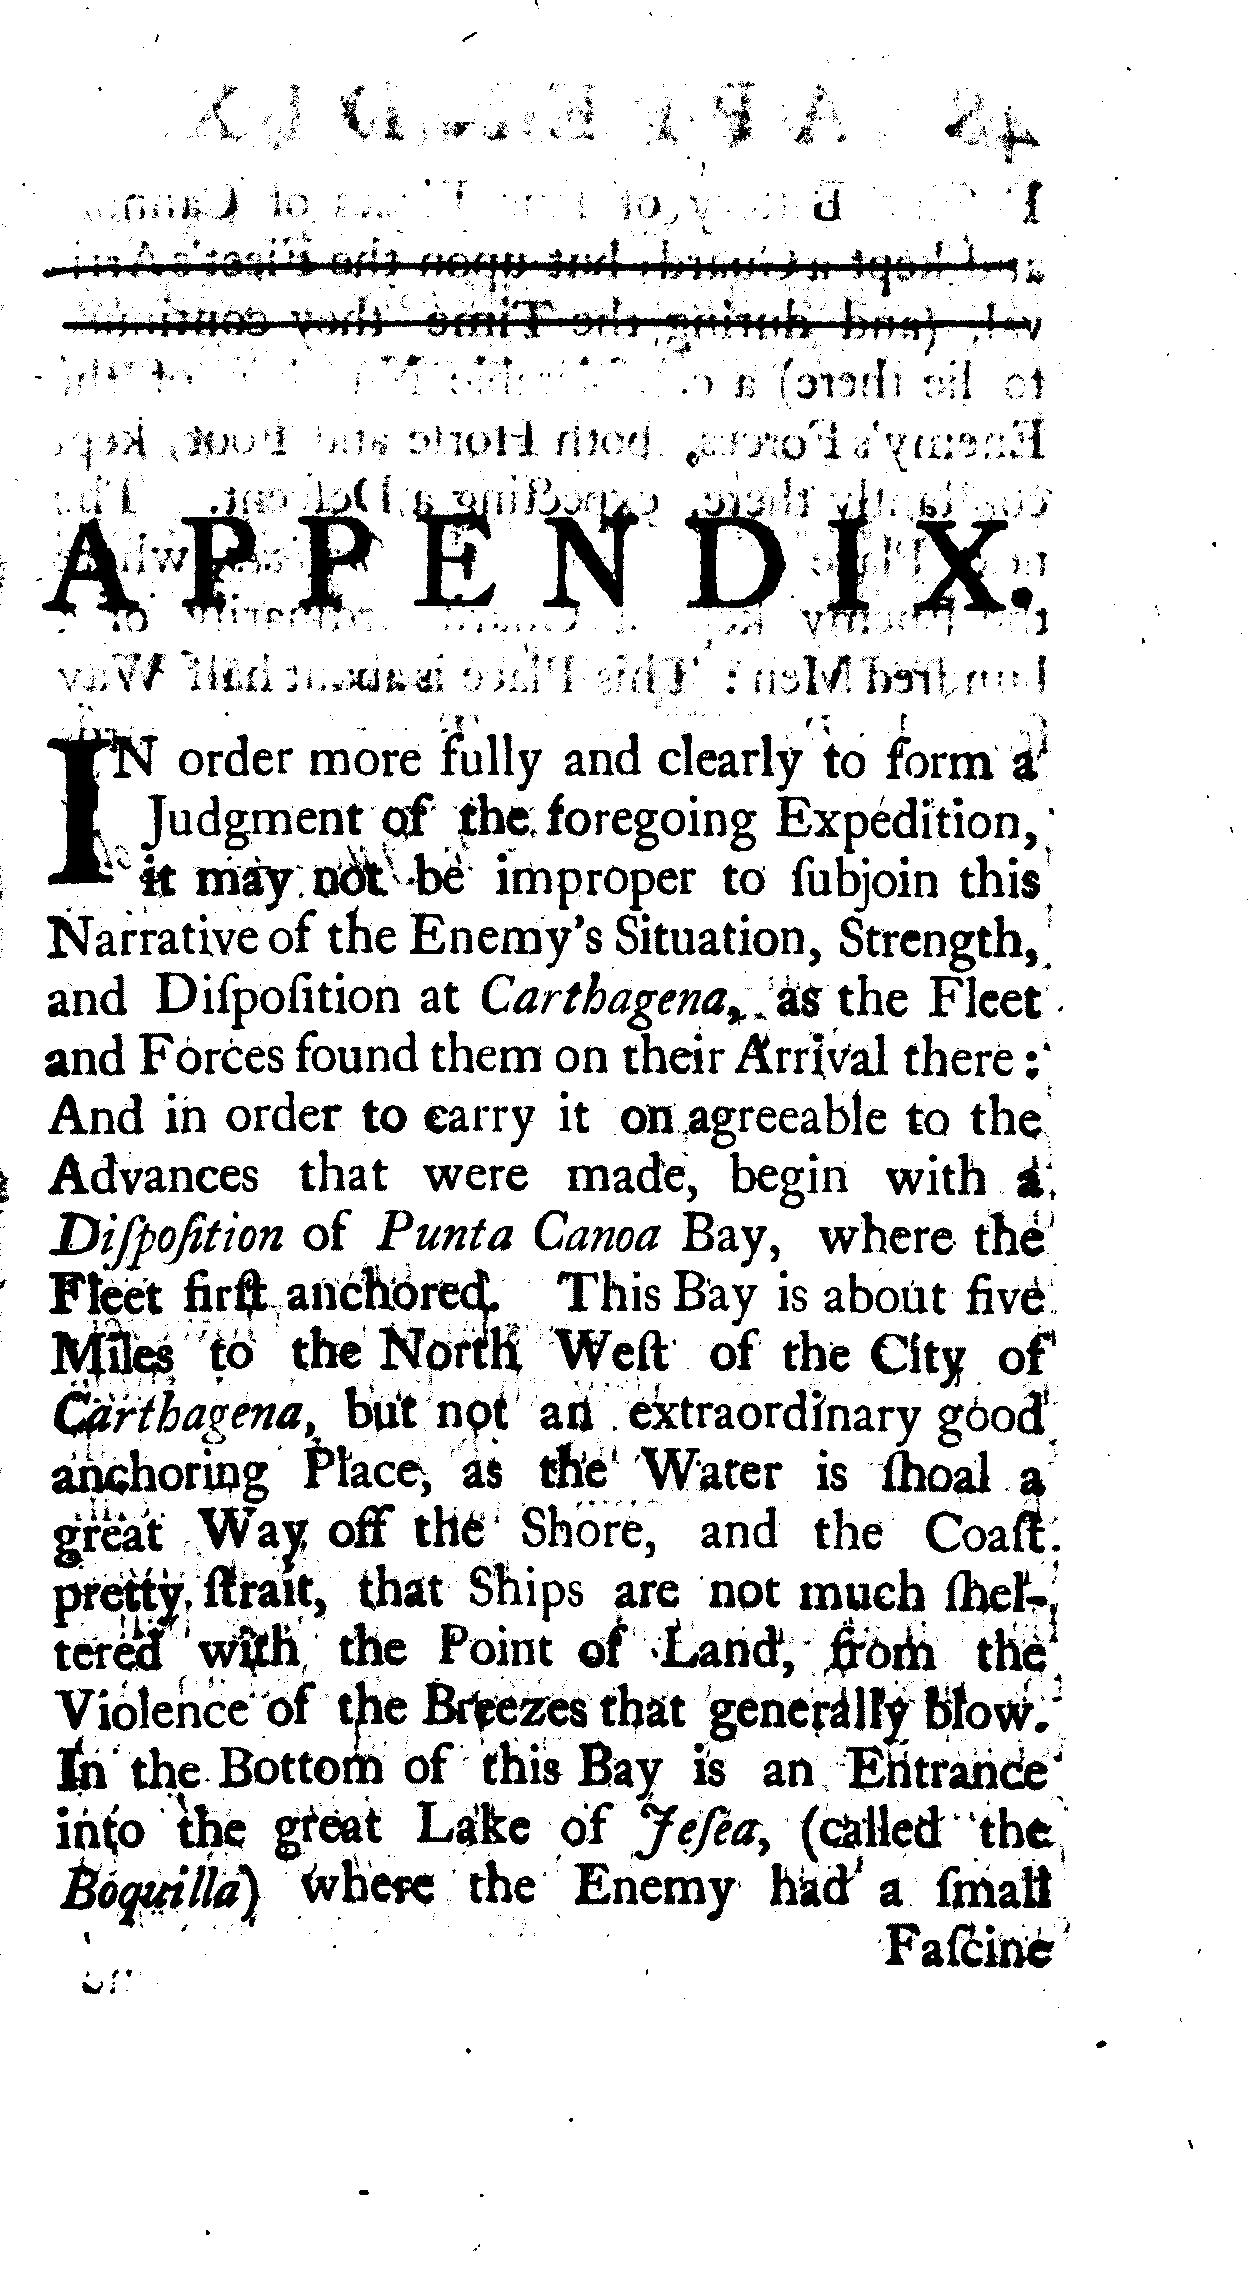 APPENDIX.
IN order more fully and clearly to form a
Judgment of the foregoing Expedition,
it may not be improper to ſubjoin this
Narrative of the Enemy's Situation, Strength,
and Diſpoſition at Carthagena, as the Fleet
and Forces found them on their Arrival there:
And in order to carry it on agreeable to the
Advances that were made, begin with a
Diſpoſition of Punta Canoa Bay, where the
Fleet firſt anchored. This Bay is about five
Miles to the North Weſt of the City of
Carthagena, but not an extraordinary good
anchoring Place, as the Water is ſhoal a
great Way off the Shore, and the Coaſt
pretty ſtrait, that Ships are not much ſhel-
tered with the Point of Land, from the
Violence of the Breezes that generally blow.
In the Bottom of this Bay is an Entrance
into the great Lake of Jeſea, (called the
Boquilla) where the Enemy had a ſmall
Faſcine